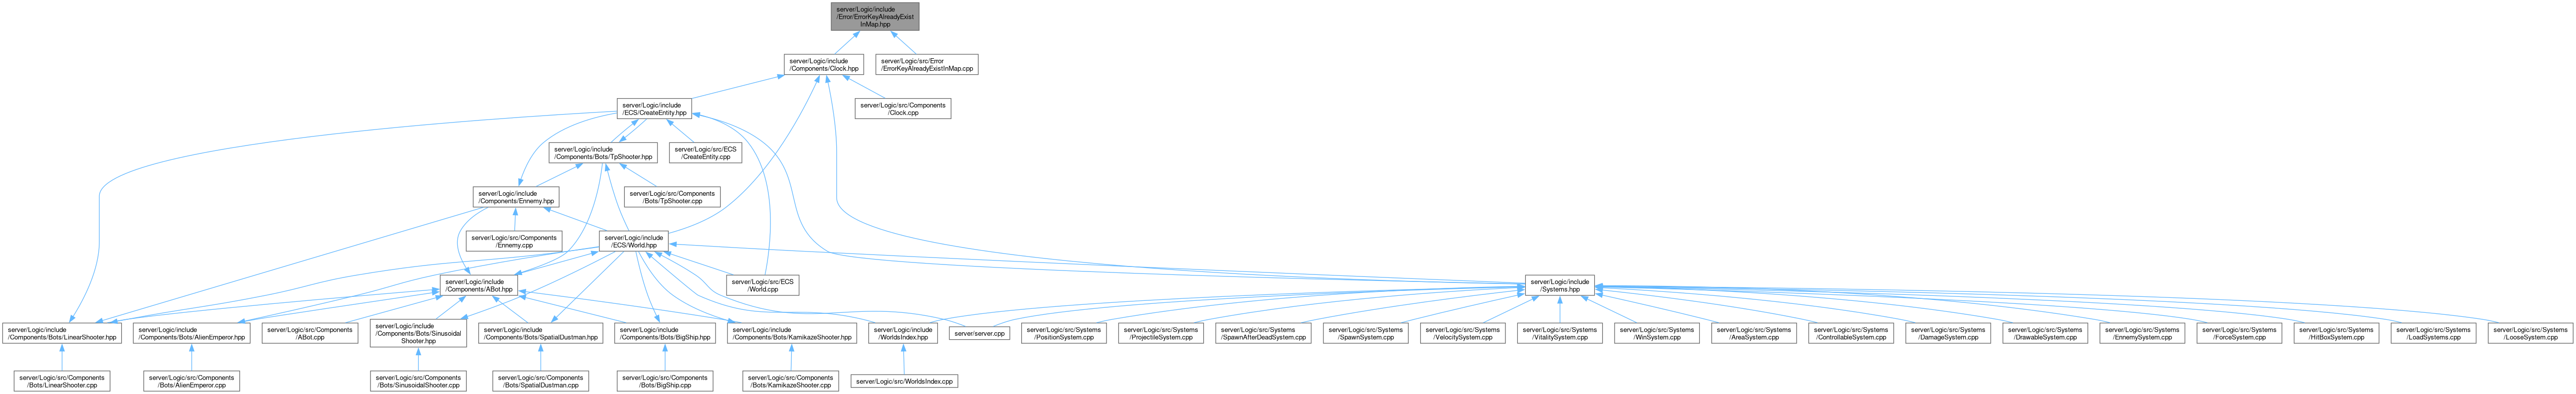 server/Logic/include
/Error/ErrorKeyAlreadyExist
InMap.hpp
server/Logic/include
/Components/Clock.hpp
server/Logic/src/Error
/ErrorKeyAlreadyExistInMap.cpp
server/Logic/include
/ECS/CreateEntity.hpp
server/Logic/src/Components
/Clock.cpp
server/Logic/include
/Components/Bots/TpShooter.hpp
server/Logic/src/ECS
/CreateEntity.cpp
server/Logic/include
/Components/Ennemy.hpp
server/Logic/src/Components
/Bots/TpShooter.cpp
server/Logic/src/Components
/Ennemy.cpp
server/Logic/include
/ECS/World.hpp
server/Logic/include
/Components/ABot.hpp
server/Logic/src/ECS
/World.cpp
server/Logic/include
/Systems.hpp
server/Logic/include
/Components/Bots/LinearShooter.hpp
server/Logic/include
/Components/Bots/AlienEmperor.hpp
server/Logic/src/Components
/ABot.cpp
server/Logic/include
/Components/Bots/Sinusoidal
Shooter.hpp
server/Logic/include
/Components/Bots/SpatialDustman.hpp
server/Logic/include
/Components/Bots/BigShip.hpp
server/Logic/include
/Components/Bots/KamikazeShooter.hpp
server/Logic/include
/WorldsIndex.hpp
server/server.cpp
server/Logic/src/Systems
/PositionSystem.cpp
server/Logic/src/Systems
/ProjectileSystem.cpp
server/Logic/src/Systems
/SpawnAfterDeadSystem.cpp
server/Logic/src/Systems
/SpawnSystem.cpp
server/Logic/src/Systems
/VelocitySystem.cpp
server/Logic/src/Systems
/VitalitySystem.cpp
server/Logic/src/Systems
/WinSystem.cpp
server/Logic/src/Systems
/AreaSystem.cpp
server/Logic/src/Systems
/ControllableSystem.cpp
server/Logic/src/Systems
/DamageSystem.cpp
server/Logic/src/Systems
/DrawableSystem.cpp
server/Logic/src/Systems
/EnnemySystem.cpp
server/Logic/src/Systems
/ForceSystem.cpp
server/Logic/src/Systems
/HitBoxSystem.cpp
server/Logic/src/Systems
/LoadSystems.cpp
server/Logic/src/Systems
/LooseSystem.cpp
server/Logic/src/Components
/Bots/LinearShooter.cpp
server/Logic/src/Components
/Bots/AlienEmperor.cpp
server/Logic/src/Components
/Bots/SinusoidalShooter.cpp
server/Logic/src/Components
/Bots/SpatialDustman.cpp
server/Logic/src/Components
/Bots/BigShip.cpp
server/Logic/src/Components
/Bots/KamikazeShooter.cpp
server/Logic/src/WorldsIndex.cpp